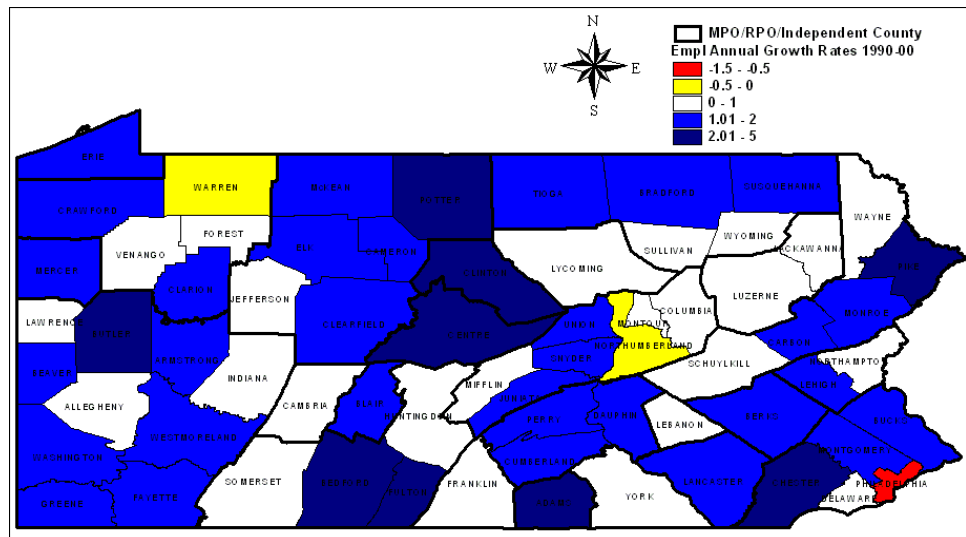 N
W E
S
MPO/RPO/Independent County
Empl Annual Growth Rates 1990-00
-1.5 - -0.5
-0.5 - 0
0 - 1
1.01 - 2
2.01 - 5
ERIE
WARREN
McKEAN
POTTER
TIOGA
BRADFORD
SUSQUEHANNA
CRAWFORD
WAYNE
FOREST
WYOMING
VENANGO
ELK
SULLIVAN
LACKAWANNA
CAMERON
PIKE
MERCER
LYCOMING
CLINTON
CLARION
LUZERNE
JEFFERSON
COLUMBIA
MONROE
LAWRENCE
CLEARFIELD
UNION
MONTOUR
BUTLER
CENTER
CARBON
NORTHUMBERLAND
ARMSTRONG
SNYDER
SCHUYLKILL
NORTHAMPTON
BEAVER
INDIANA
MIFFLIN
LEHIGH
ALLEGHENY
CAMBRIA
BLAIR
JUNIATA
HUNTINGDON
PERRY
DAUPHIN
BERKS
LEBANON
BUCKS
WESTMORELAND
MONTGOMERY
WASHINGTON
CUMBERLAND
SOMERSET
BEDFORD
FULTON
FRANKLIN
LANCASTER
CHESTER
PHILADELPHIA
GREENE
FAYETTE
ADAMS
YORK
DELAWARE